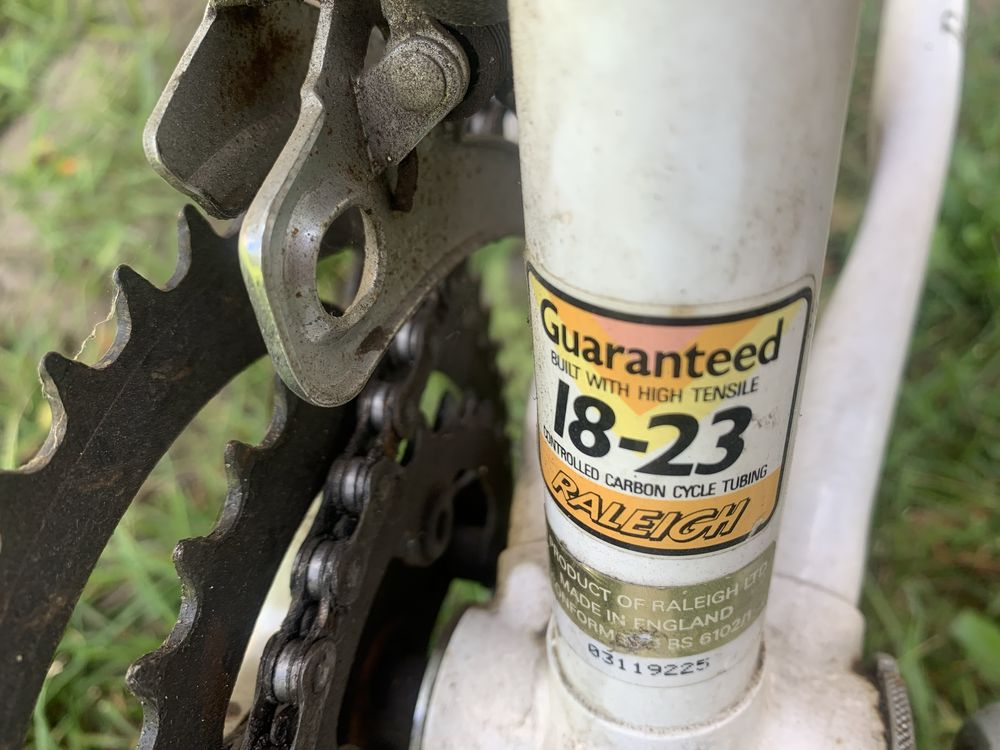 Guaranteed
BUILT WITH HIGH TENSILE
18-23
CONTROLLED CARBON CYCLE TUBING
RALEIGH
PRODUCT OF RALEIGH LTD
MADE IN ENGLAND
BS 6102/1
03119225